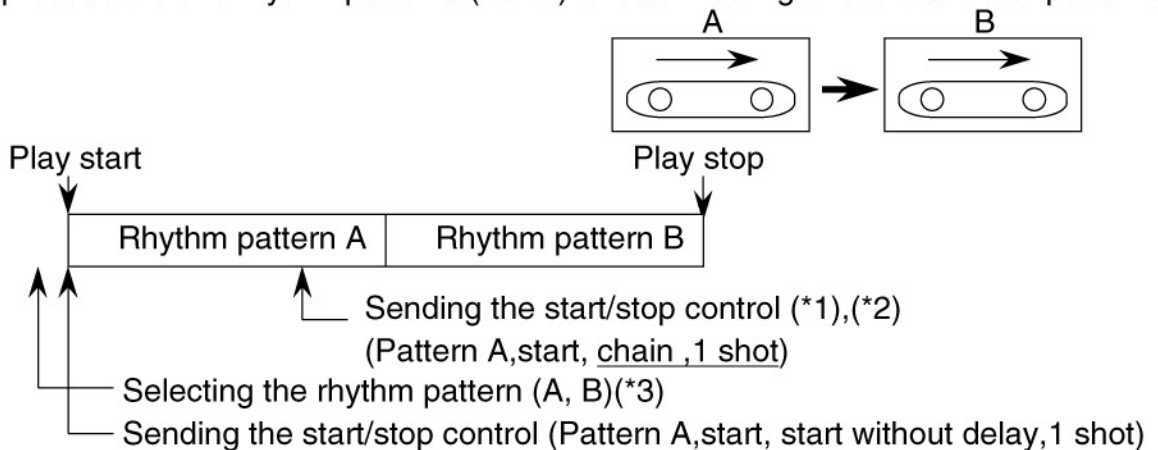 A B
Play start Play stop
Rhythm pattern A Rhythm pattern B
Sending the start/stop control (*1),(*2)
(Pattern A,start, chain ,1 shot)
Selecting the rhythm pattern (A, B)(*3)
Sending the start/stop control (Pattern A,start, start without delay,1 shot)